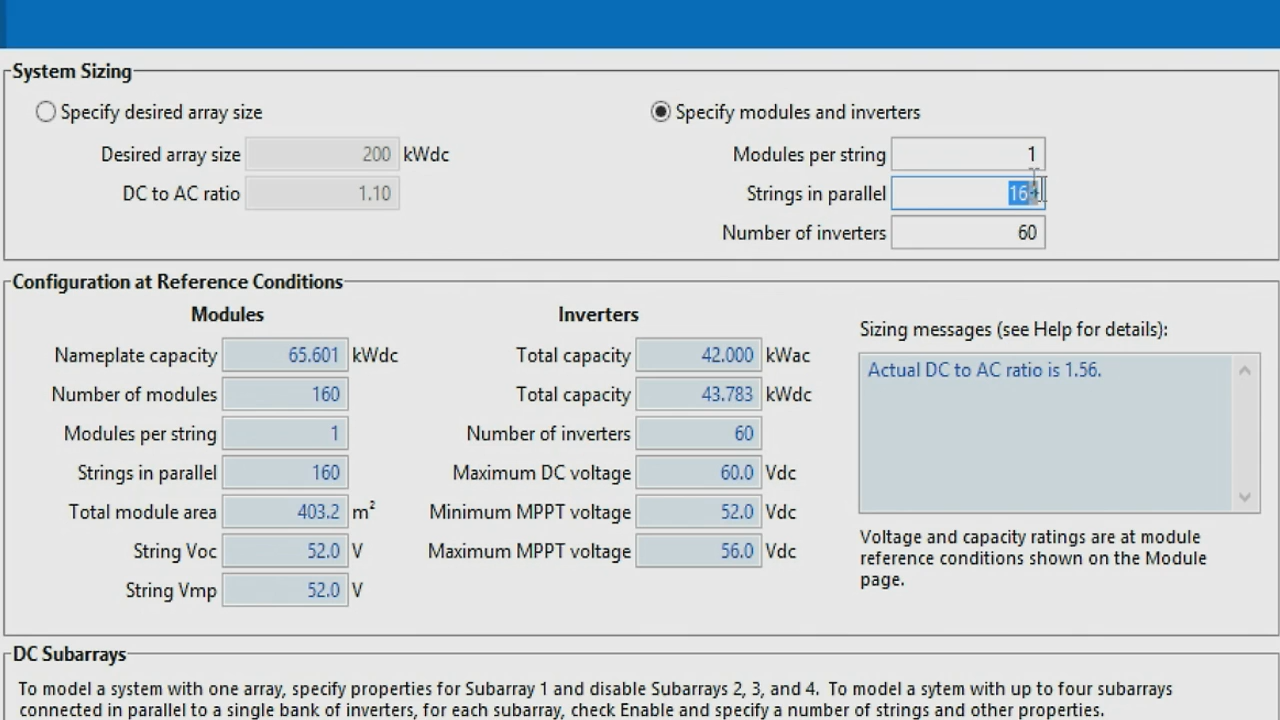 System Sizing
Specify desired array size
Desired array size 200 kWdc
DC to AC ratio 1.10
Specify modules and inverters
Modules per string 1
Strings in parallel
Number of inverters 60
Configuration at Reference Conditions
Modules
Nameplate capacity 65.601 kWdc
Number of modules 160
Modules per string 1
Strings in parallel 160
Total module area 403.2 m²
String Voc 52.0 V
String Vmp 52.0 V
Inverters
Total capacity 42.000 kWac
Total capacity 43.783 kWdc
Number of inverters 60
Maximum DC voltage 60.0 Vdc
Minimum MPPT voltage 52.0 Vdc
Maximum MPPT voltage 56.0 Vdc
Sizing messages (see Help for details):
Actual DC to AC ratio is 1.56.
Voltage and capacity ratings are at module
reference conditions shown on the Module
page.
DC Subarrays
To model a system with one array, specify properties for Subarray 1 and disable Subarrays 2, 3, and 4. To model a sytem with up to four subarrays
connected in parallel to a single bank of inverters, for each subarray, check Enable and specify a number of strings and other properties.